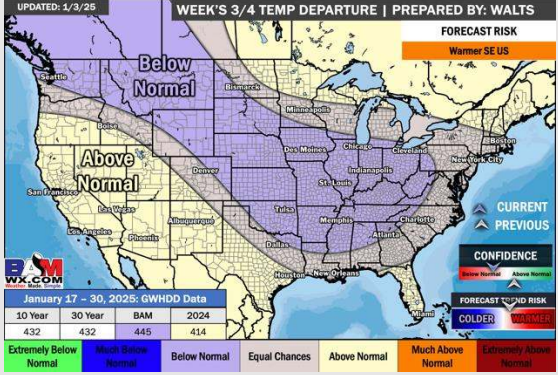 UPDATED: 1/3/25
WEEK'S 3/4 TEMP DEPARTURE | PREPARED BY: WALTS
FORECAST RISK
Warmer SE US
Below
Normal
Above
Normal
Seattle
Bismarck
Minneapolis
Boise
Boston
Des Moines
Chicago
Cleveland
New York City
Denver
Indianapolis
St. Louis
San Francisco
Las Vegas
Tulsa
Memphis
Charlotte
Los Angeles
Albuquerque
Phoenix
Atlanta
Dallas
Houston
New Orleans
Miami
CURRENT
PREVIOUS
CONFIDENCE
Below Normal Above Normal
FORECAST TREND RISK
COLDER WARMER
BAM
WX.COM
Weather Made Simple
January 17 – 30, 2025: GWHDD Data
10 Year 30 Year BAM 2024
432 432 445 414
Extremely Below
Normal
Much Below
Normal
Below Normal
Equal Chances
Above Normal
Much Above
Normal
Extremely Above
Normal